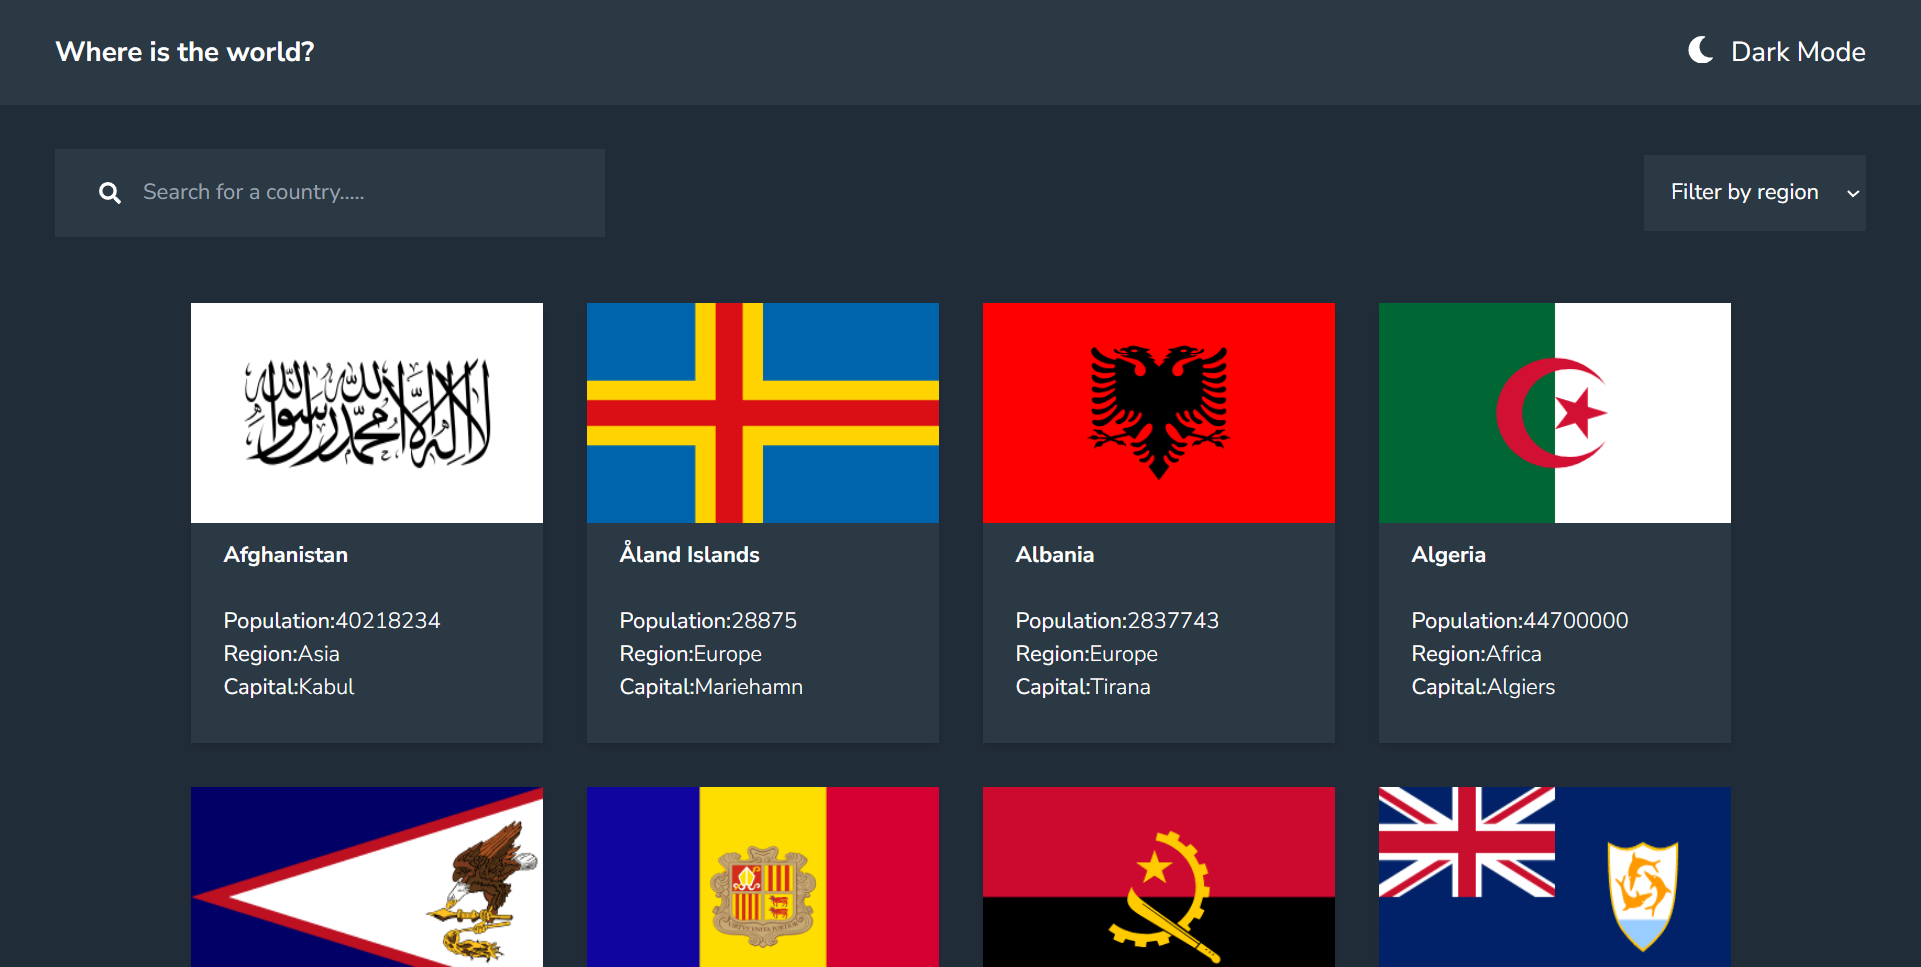 Where is the world?
Dark Mode
Search for a country.....
Filter by region
لا إله إلا الله محمد رسول الله
Afghanistan
Population:40218234
Region:Asia
Capital:Kabul
Åland Islands
Population:28875
Region:Europe
Capital:Mariehamn
Albania
Population:2837743
Region:Europe
Capital:Tirana
Algeria
Population:44700000
Region:Africa
Capital:Algiers